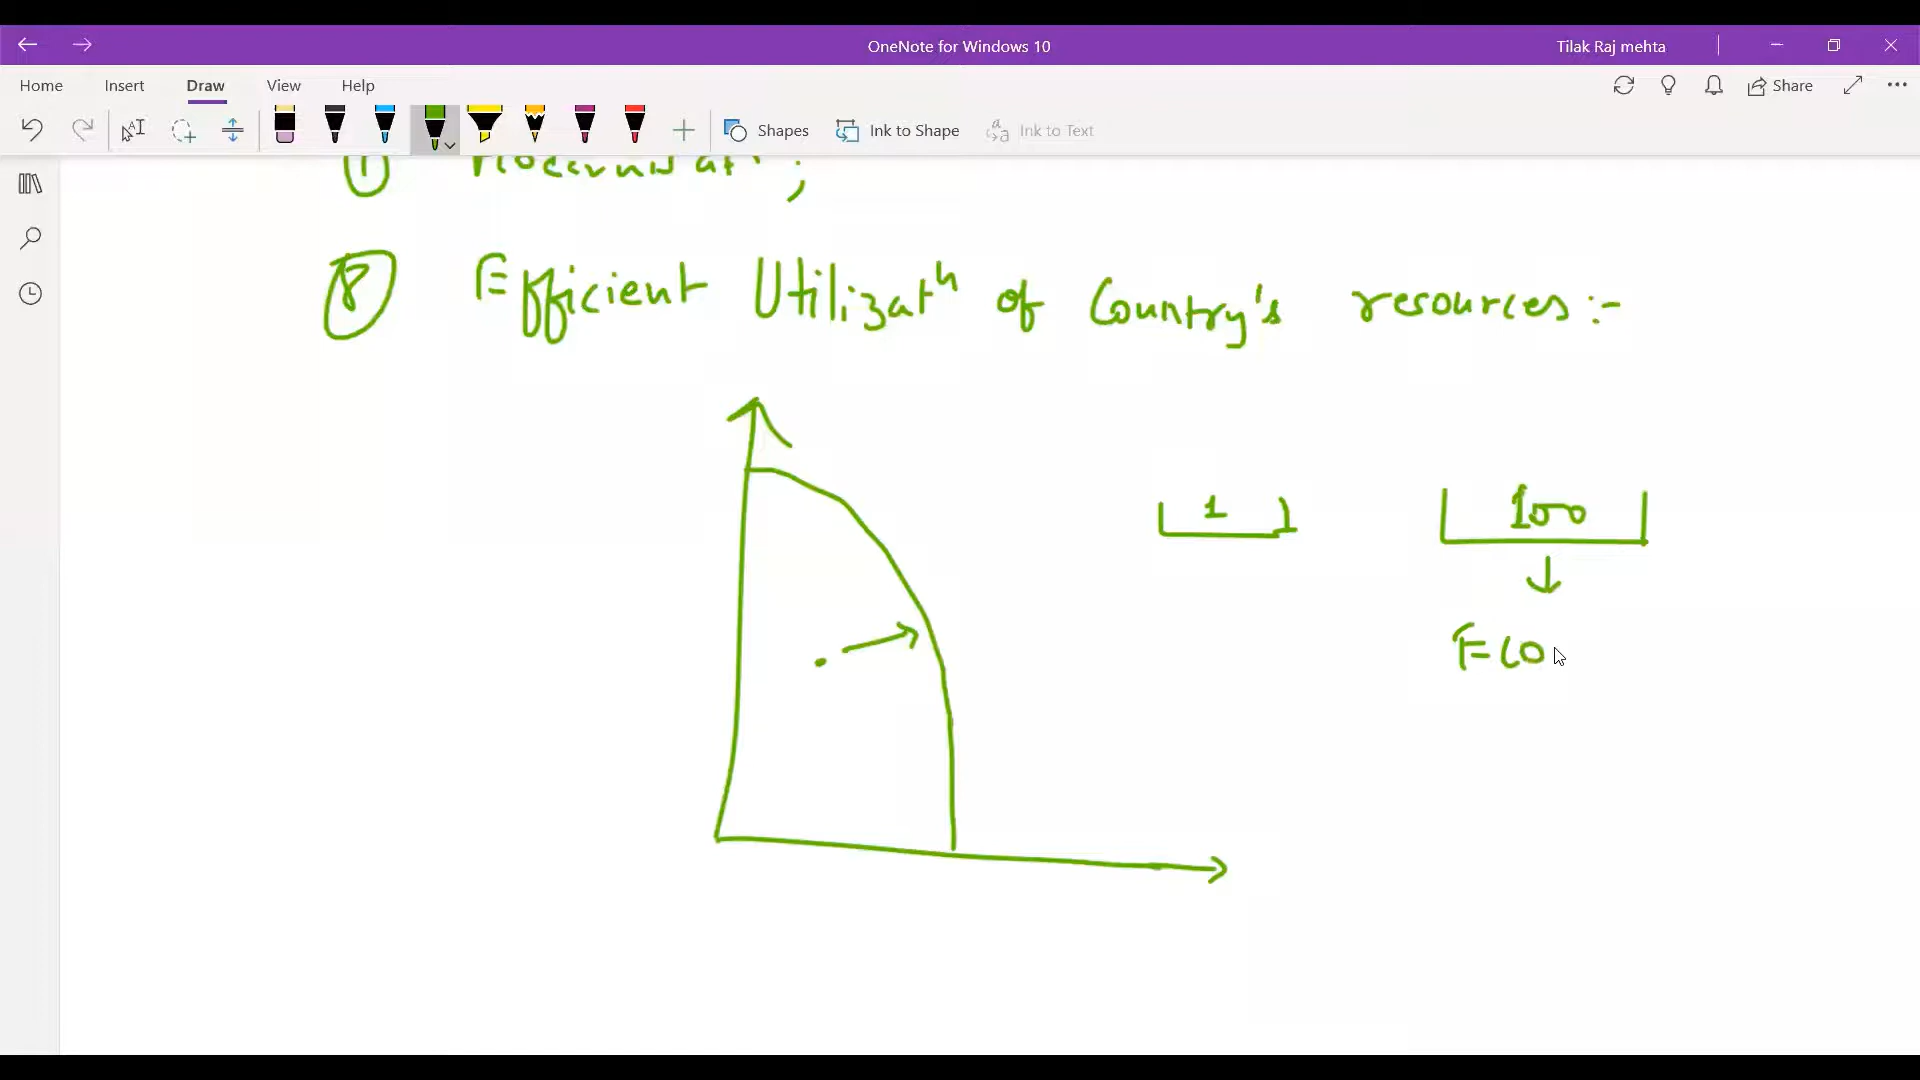 OneNote for Windows 10
Tilak Raj mehta
Home Insert Draw View Help
Share
Shapes Ink to Shape Ink to Text
⑧ Efficient Utilizatⁿ of Country's resources :-
1 100
Eco